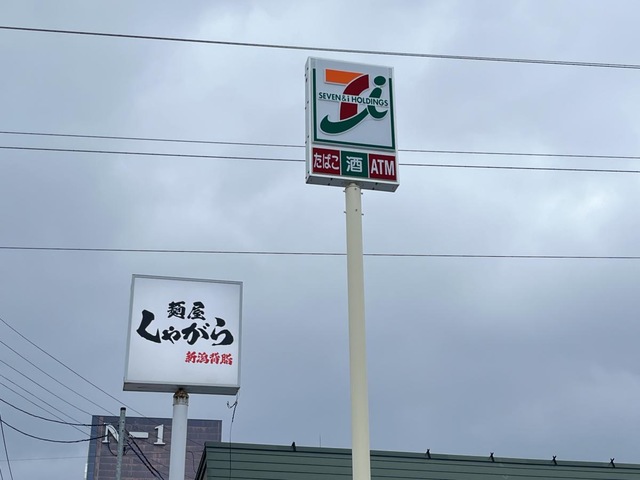 SEVEN & i HOLDINGS
たばこ 酒 ATM
麺屋
しゃがら
新潟背脂
N-1